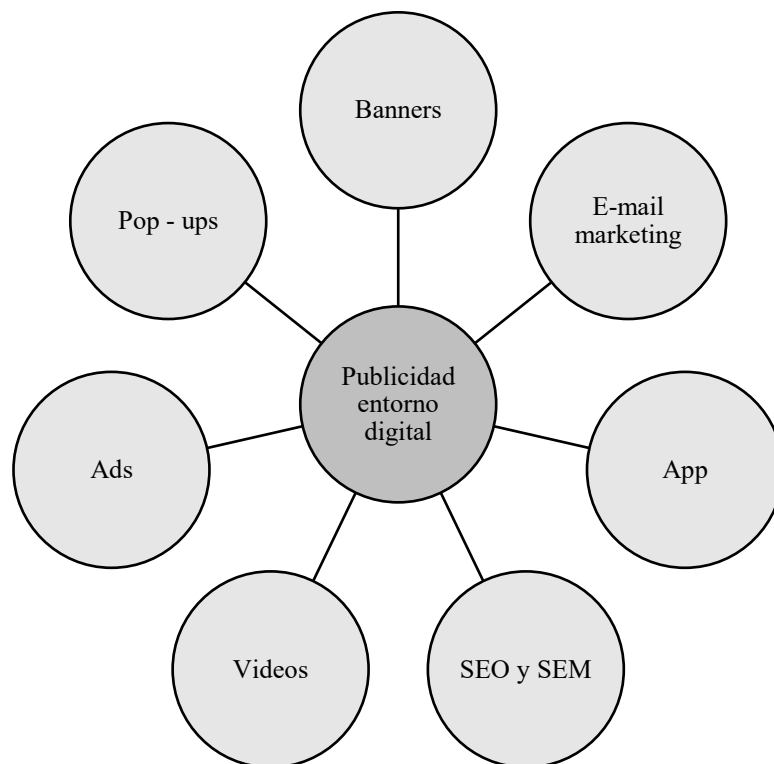 Banners
Pop - ups
E-mail
marketing
Publicidad
entorno
digital
Ads
App
Videos
SEO y SEM